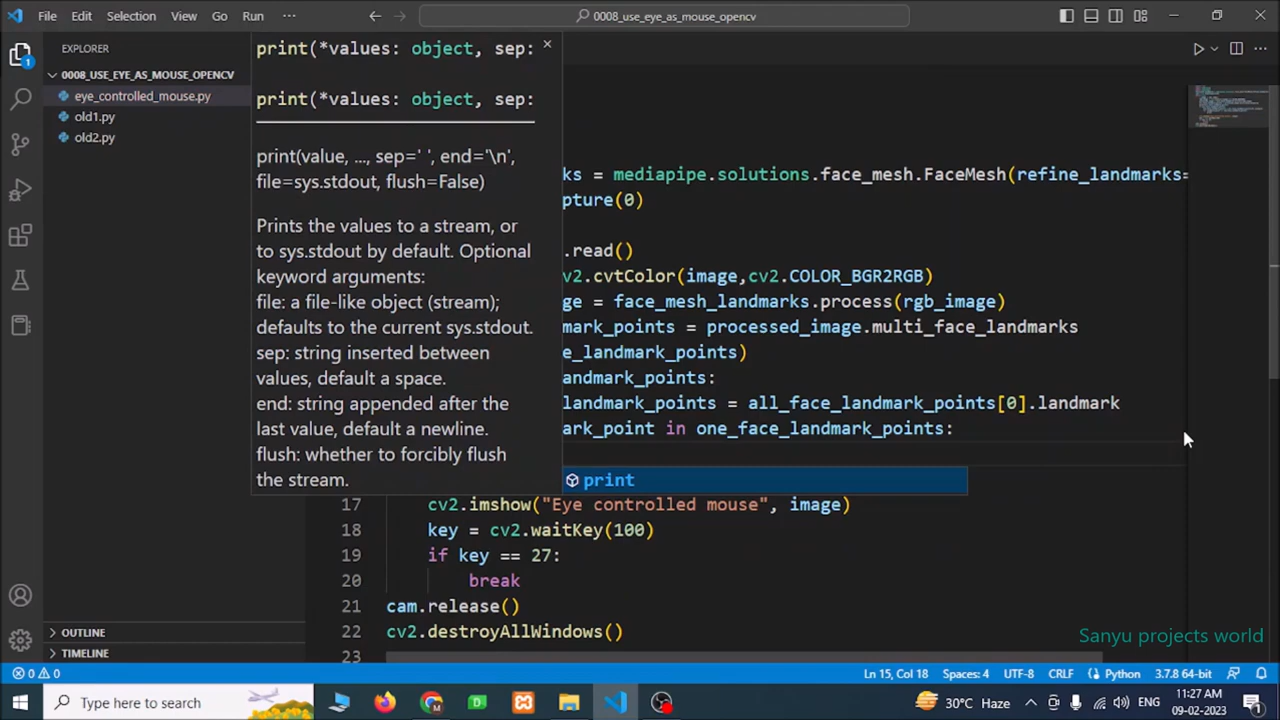 File Edit Selection View Go Run ··· 0008_use_eye_as_mouse_opencv
EXPLORER
0008_USE_EYE_AS_MOUSE_OPENCV
eye_controlled_mouse.py
old1.py
old2.py
print(*values: object, sep:
print(*values: object, sep:
print(value, ..., sep=' ', end='\n',
file=sys.stdout, flush=False)
Prints the values to a stream, or
to sys.stdout by default. Optional
keyword arguments:
file: a file-like object (stream);
defaults to the current sys.stdout.
sep: string inserted between
values, default a space.
end: string appended after the
last value, default a newline.
flush: whether to forcibly flush
the stream.
ks = mediapipe.solutions.face_mesh.FaceMesh(refine_landmarks=
pture(0)
.read()
v2.cvtColor(image,cv2.COLOR_BGR2RGB)
ge = face_mesh_landmarks.process(rgb_image)
mark_points = processed_image.multi_face_landmarks
e_landmark_points)
andmark_points:
landmark_points = all_face_landmark_points[0].landmark
ark_point in one_face_landmark_points:
print
17 cv2.imshow("Eye controlled mouse", image)
18 key = cv2.waitKey(100)
19 if key == 27:
20 break
21 cam.release()
22 cv2.destroyAllWindows()
23
OUTLINE
TIMELINE
Sanyu projects world
0 0 Ln 15, Col 18 Spaces: 4 UTF-8 CRLF Python 3.7.8 64-bit
Type here to search 30°C Haze 11:27 AM
09-02-2023